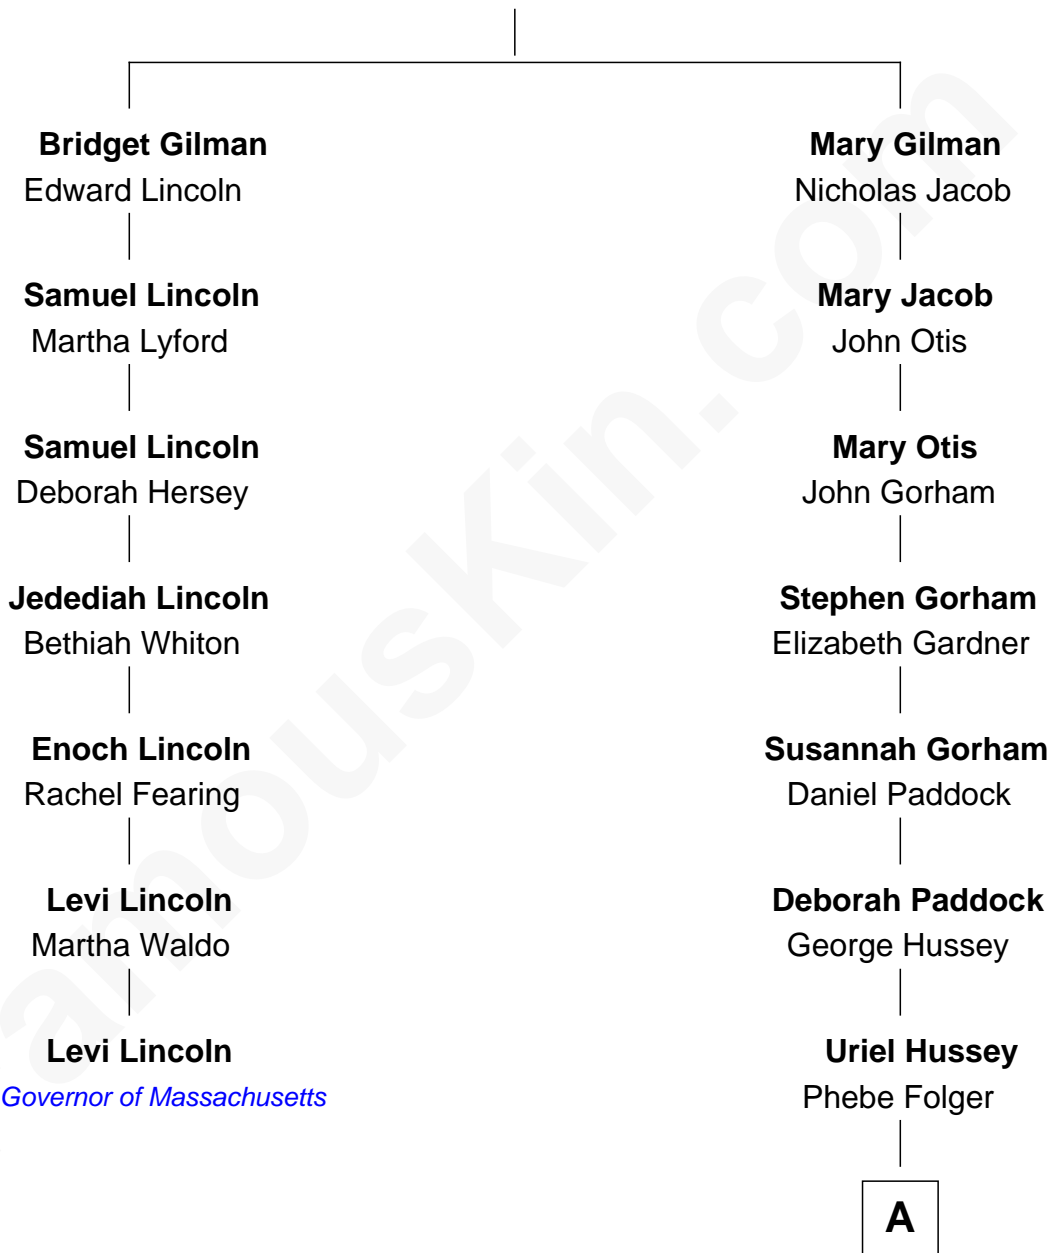 Bridget Gilman
Edward Lincoln
Samuel Lincoln
Martha Lyford
Samuel Lincoln
Deborah Hersey
Jedediah Lincoln
Bethiah Whiton
Enoch Lincoln
Rachel Fearing
Levi Lincoln
Martha Waldo
Levi Lincoln
Governor of Massachusetts
Mary Gilman
Nicholas Jacob
Mary Jacob
John Otis
Mary Otis
John Gorham
Stephen Gorham
Elizabeth Gardner
Susannah Gorham
Daniel Paddock
Deborah Paddock
George Hussey
Uriel Hussey
Phebe Folger
A
amouskin.com